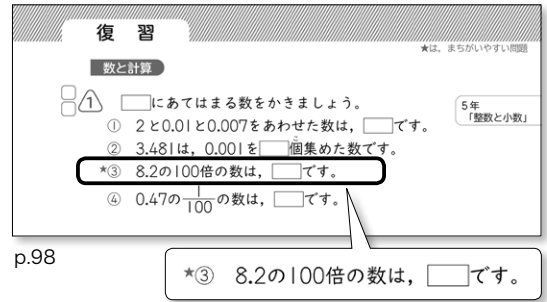 復習
★は，まちがいやすい問題
数と計算
1 □にあてはまる数をかきましょう。
5年
「整数と小数」
① 2と0.01と0.007をあわせた数は，□です。
② 3.481は，0.001を□個集めた数です。
こ
★③ 8.2の100倍の数は，□です。
④ 0.47の1/100の数は，□です。
p.98
★③ 8.2の100倍の数は，□です。